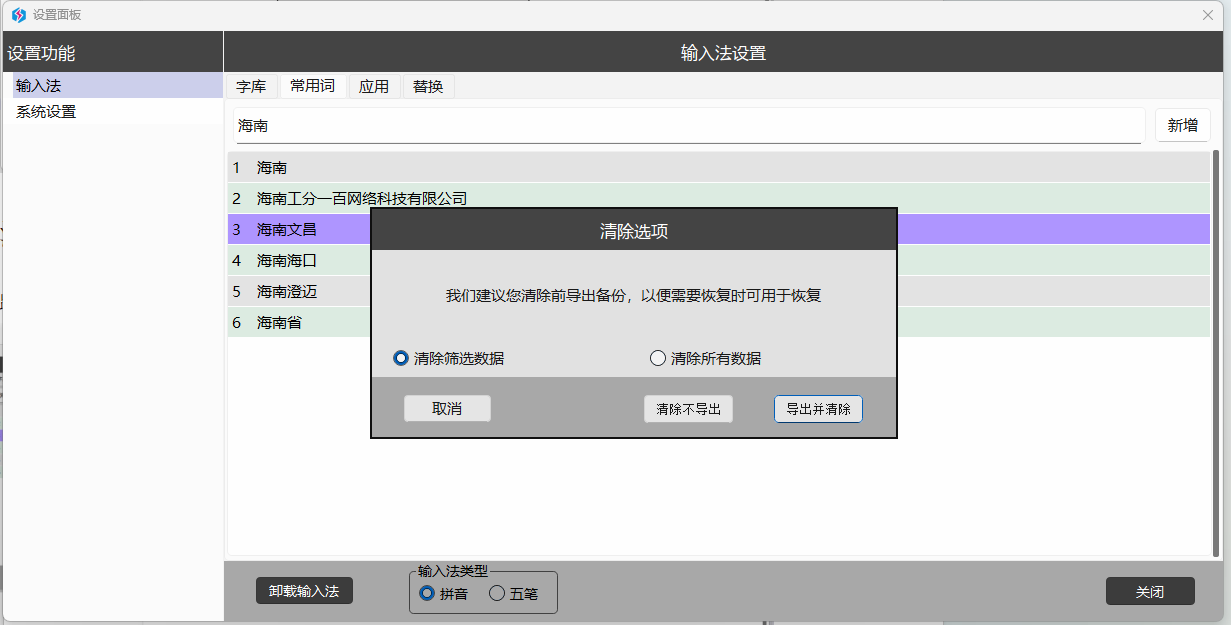 设置面板
设置功能
输入法设置
输入法
系统设置
字库 常用词 应用 替换
海南 新增
1 海南
2 海南工分一百网络科技有限公司
3 海南文昌
4 海南海口
5 海南澄迈
6 海南省
清除选项
我们建议您清除前导出备份，以便需要恢复时可用于恢复
清除筛选数据 清除所有数据
取消 清除不导出 导出并清除
卸载输入法
输入法类型
拼音 五笔
关闭